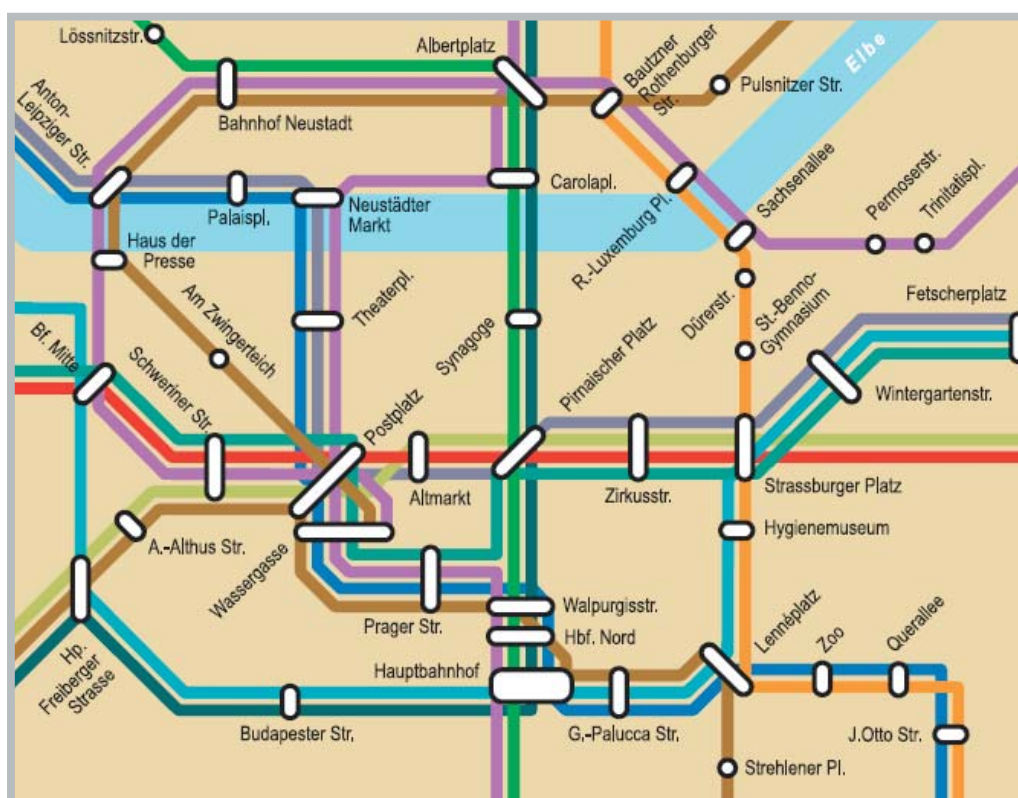 Lössnitzstr.
Albertplatz
Bautzner
Rothenburger
Str.
Elbe
Pulsnitzer Str.
Anton-
Leipziger Str.
Bahnhof Neustadt
Carolapl.
Sachsenallee
Permoserstr.
Trinitatispl.
Palaispl.
Neustädter
Markt
R.-Luxemburg Pl.
Haus der
Presse
Am Zwingerteich
Theaterpl.
Synagoge
Pirnaischer Platz
Dürerstr.
St.-Benno-
Gymnasium
Fetscherplatz
Bf. Mitte
Schweriner Str.
Postplatz
Wintergartenstr.
Altmarkt
Zirkusstr.
Strassburger Platz
A.-Althus Str.
Wassergasse
Hygienemuseum
Prager Str.
Walpurgisstr.
Hbf. Nord
Lennéplatz
Zoo
Querallee
Hp.
Freiberger
Strasse
Hauptbahnhof
Budapester Str.
G.-Palucca Str.
J.Otto Str.
Strehlener Pl.